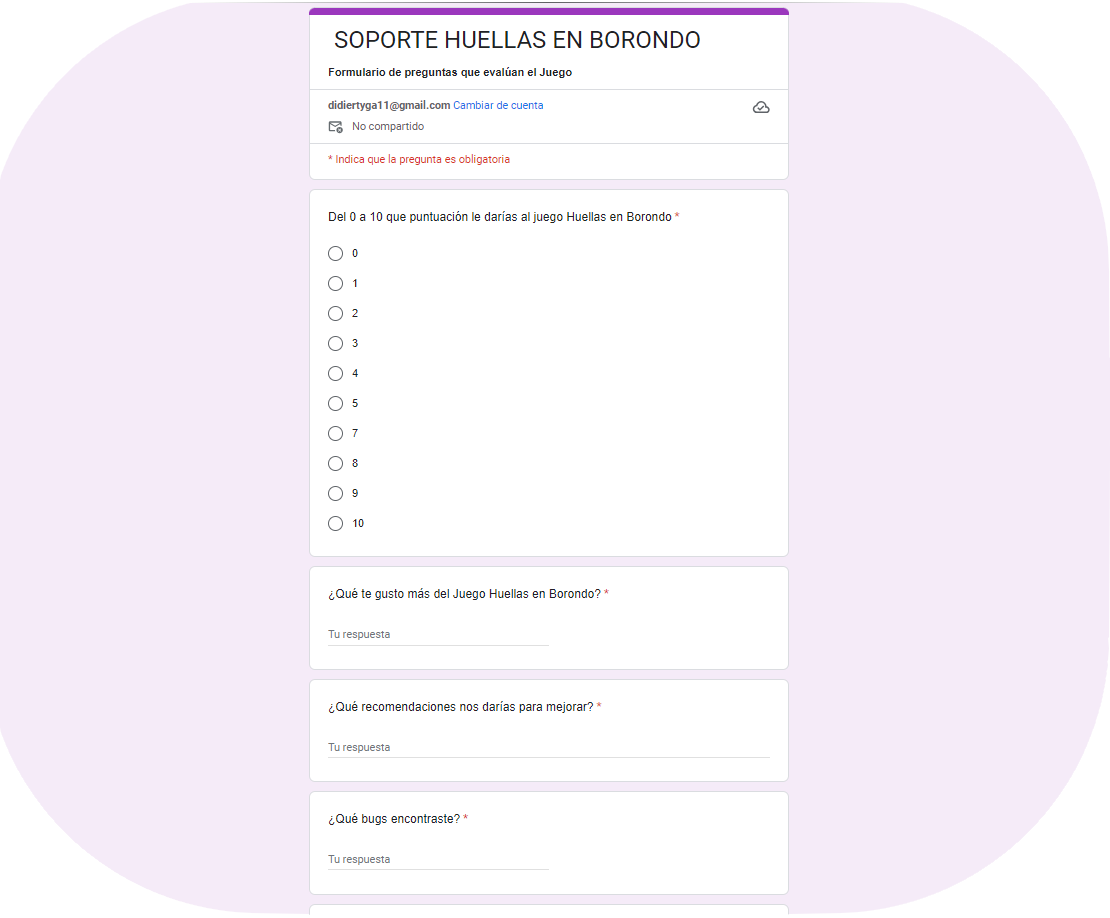 SOPORTE HUELLAS EN BORONDO
Formulario de preguntas que evalúan el Juego
didiertyga11@gmail.com Cambiar de cuenta
No compartido
* Indica que la pregunta es obligatoria
Del 0 a 10 que puntuación le darías al juego Huellas en Borondo *
0
1
2
3
4
5
7
8
9
10
¿Qué te gusto más del Juego Huellas en Borondo? *
Tu respuesta
¿Qué recomendaciones nos darías para mejorar? *
Tu respuesta
¿Qué bugs encontraste? *
Tu respuesta